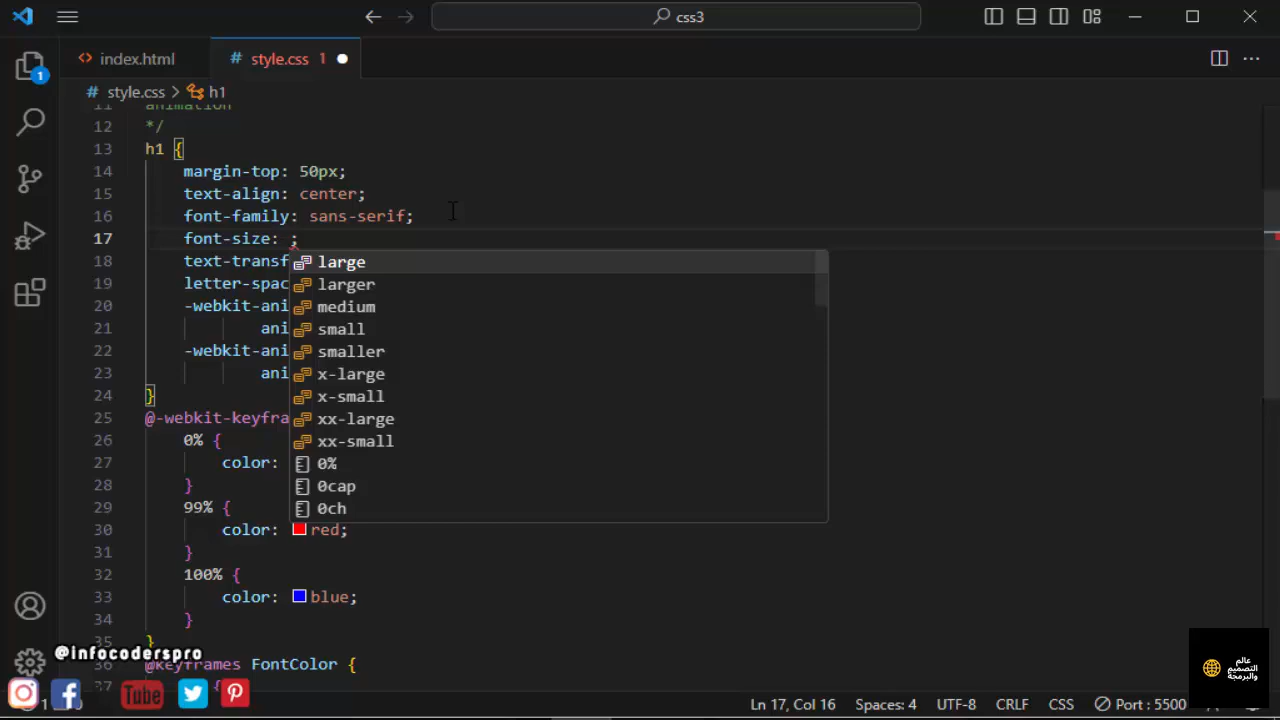 css3
index.html
# style.css 1
# style.css > h1
11 animation
12 */
13 h1 {
14 margin-top: 50px;
15 text-align: center;
16 font-family: sans-serif;
17 font-size: ;
18 text-transf
19 letter-spac
20 -webkit-ani
21 ani
22 -webkit-ani
23 ani
24 }
25 @-webkit-keyfra
26 0% {
27 color:
28 }
29 99% {
30 color: red;
31 }
32 100% {
33 color: blue;
34 }
35 }
36 @keyframes FontColor {
37 {
large
larger
medium
small
smaller
x-large
x-small
xx-large
xx-small
0%
0cap
0ch
1
@infocoderspro
Tube
عالم
التصميم
والبرمجة
Ln 17, Col 16 Spaces: 4 UTF-8 CRLF CSS Port : 5500